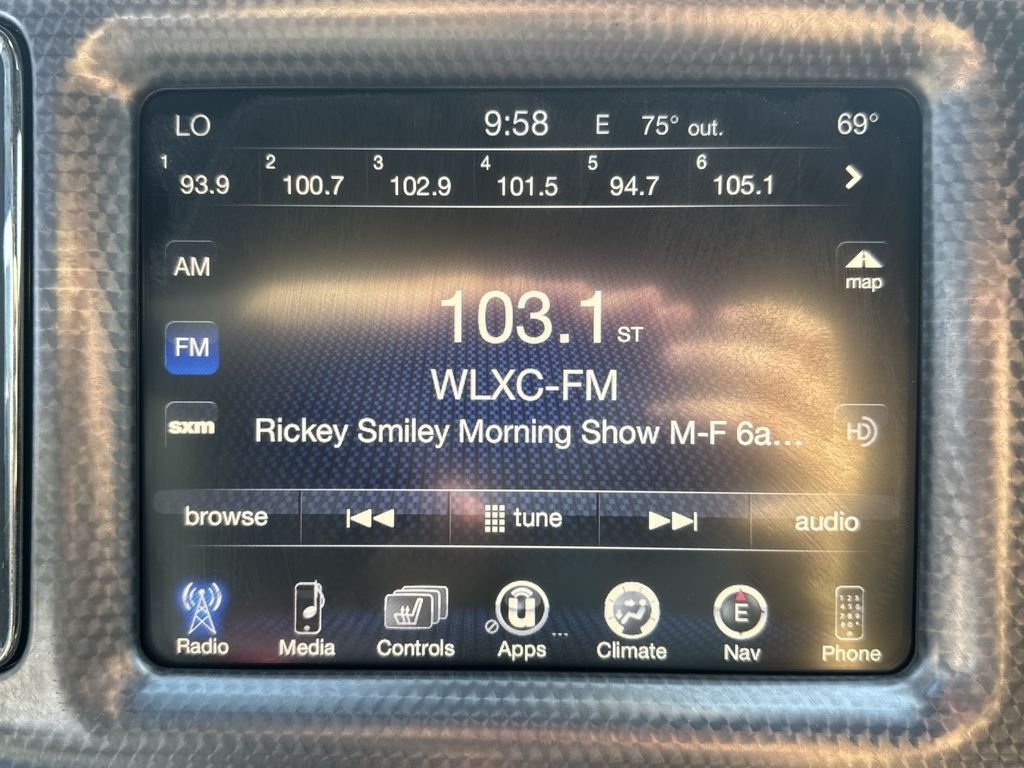 LO 9:58 E 75° out. 69°
1 93.9 2 100.7 3 102.9 4 101.5 5 94.7 6 105.1
AM
map
103.1 ST
FM
WLXC-FM
sxm
Rickey Smiley Morning Show M-F 6a...
HD
browse tune audio
E
Radio Media Controls Apps ... Climate Nav Phone